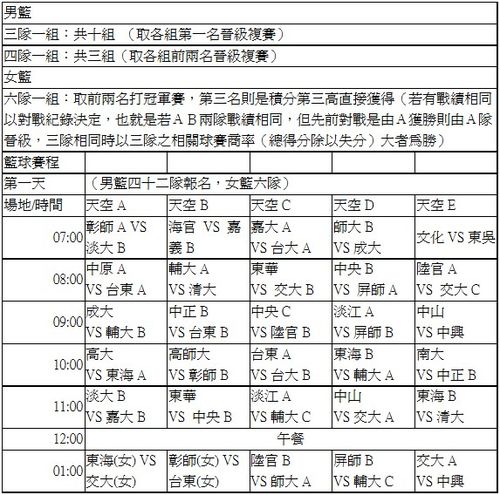 男籃
三隊一組：共十組 （取各組第一名晉級複賽）
四隊一組：共三組（取各組前兩名晉級複賽）
女籃
六隊一組：取前兩名打冠軍賽，第三名則是積分第三高直接獲得（若有戰績相同
以對戰紀錄決定，也就是若ＡＢ兩隊戰績相同，但先前對戰是由Ａ獲勝則由Ａ隊
晉級，三隊相同時以三隊之相關球賽商率（總得分除以失分）大者為勝）
籃球賽程
第一天 （男籃四十二隊報名，女籃六隊）
場地/時間 天空 A 天空 B 天空 C 天空 D 天空 E
07:00 彰師 A VS 淡大 B 海官 VS 嘉義 B 嘉大 A VS 台大 A 師大 B VS 成大 文化 VS 東吳
08:00 中原 A VS 台東 A 輔大 A VS 清大 東華 VS 交大 B 中央 B VS 屏師 A 陸官 A VS 交大 C
09:00 成大 VS 輔大 B 中正 B VS 台東 B 中央 C VS 陸官 B 淡江 A VS 屏師 B 中山 VS 中興
10:00 高大 VS 東海 A 高師大 VS 彰師 B 台東 A VS 台大 B 東海 B VS 輔大 A 南大 VS 中正 B
11:00 淡大 B VS 嘉大 B 東華 VS 中央 B 淡江 A VS 輔大 C 中山 VS 交大 A 東海 B VS 清大
12:00 午餐
01:00 東海(女) VS 交大(女) 彰師(女) VS 台東(女) 陸官 B VS 師大 A 屏師 B VS 輔大 C 交大 A VS 中興